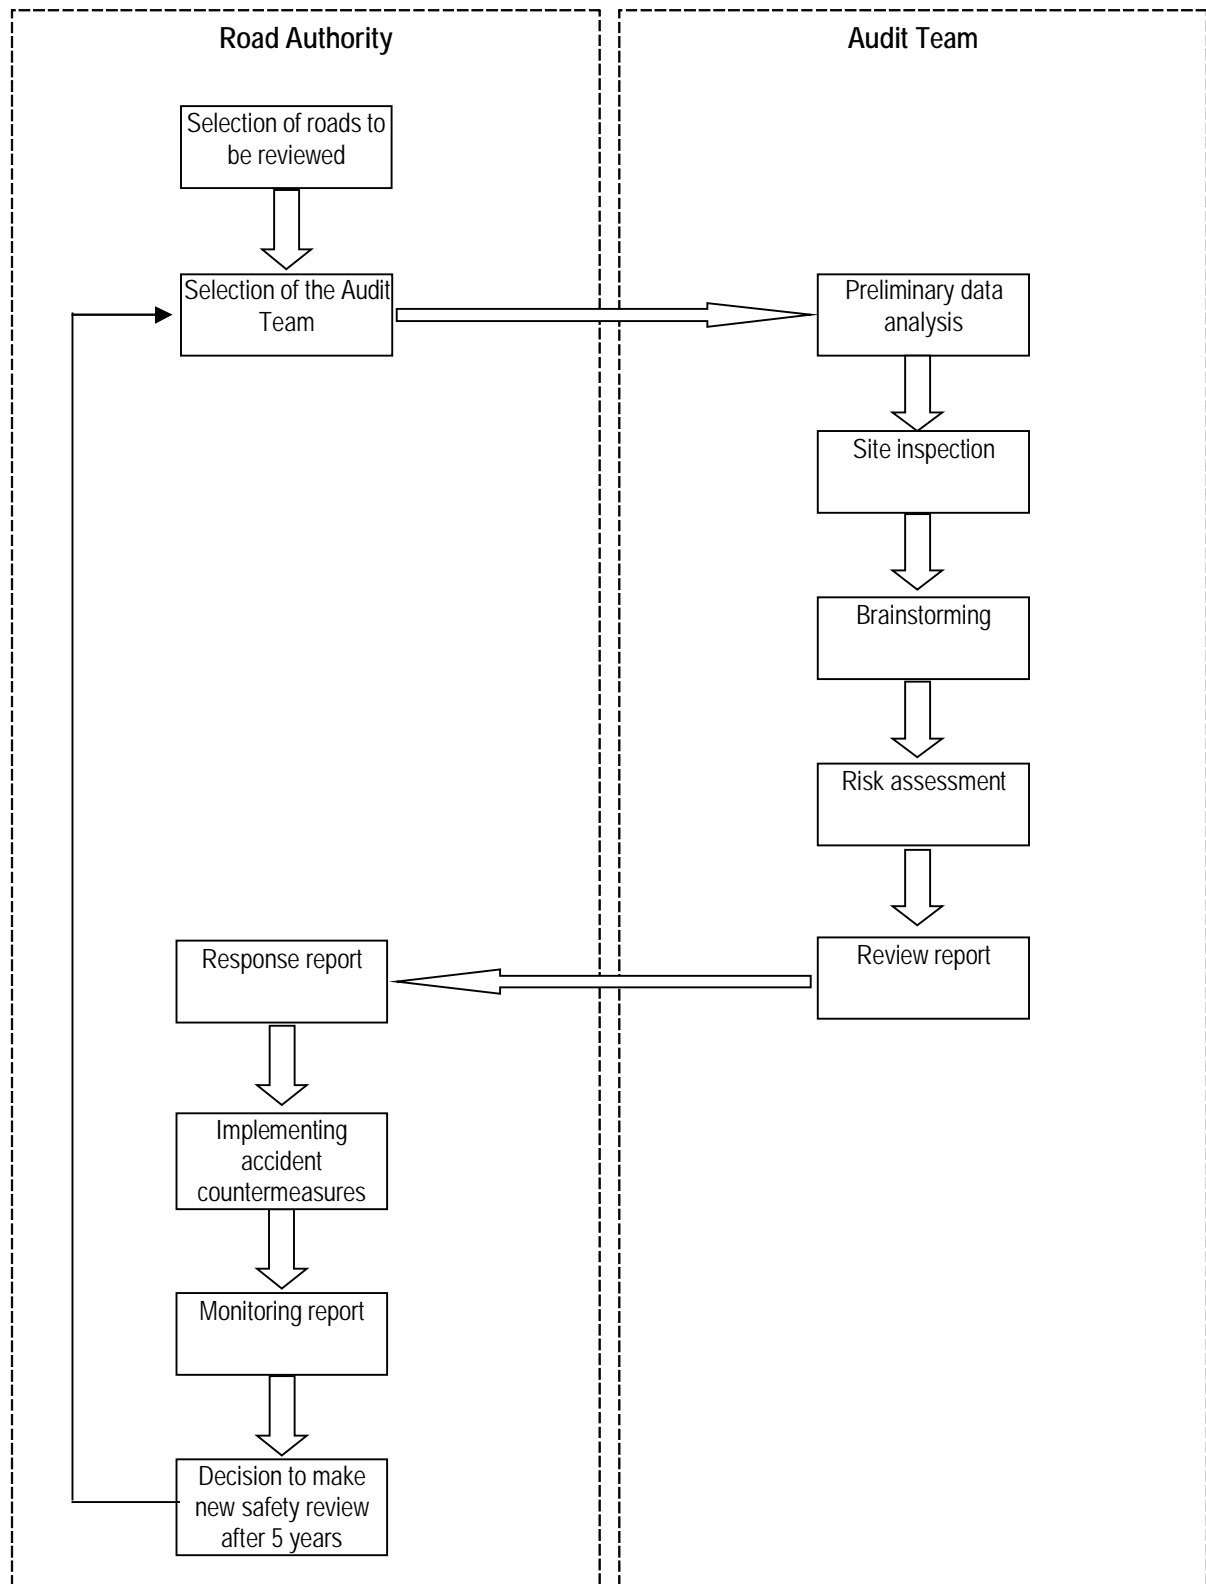 Road Authority
Audit Team
Selection of roads to
be reviewed
Selection of the Audit
Team
Preliminary data
analysis
Site inspection
Brainstorming
Risk assessment
Review report
Response report
Implementing
accident
countermeasures
Monitoring report
Decision to make
new safety review
after 5 years